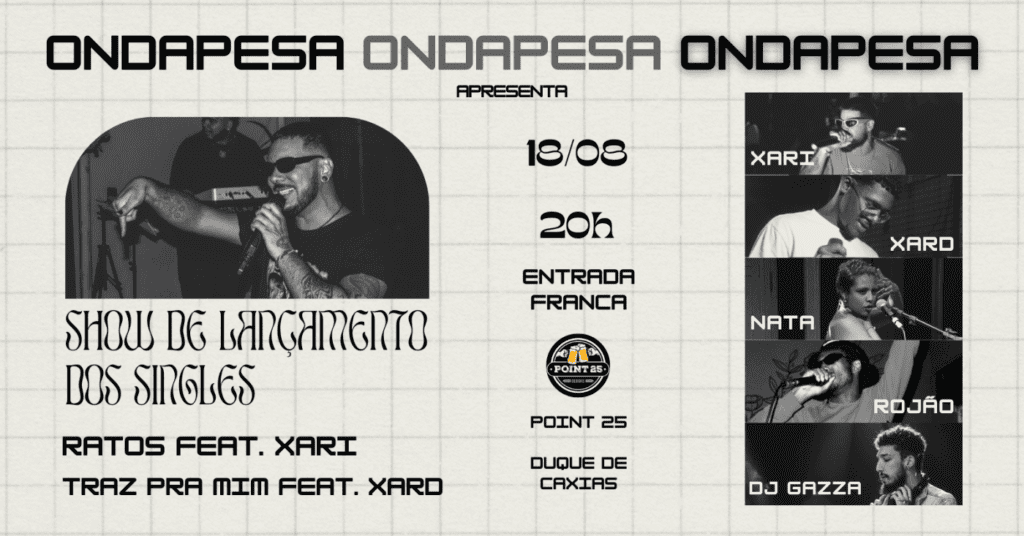 ONDAPESA ONDAPESA ONDAPESA
APRESENTA
SHOW DE LANÇAMENTO
DOS SINGLES
RATOS FEAT. XARI
TRAZ PRA MIM FEAT. XARD
18/08
20h
ENTRADA
FRANCA
POINT 25
POINT 25
DUQUE DE
CAXIAS
XARI
XARD
NATA
ROJÃO
DJ GAZZA